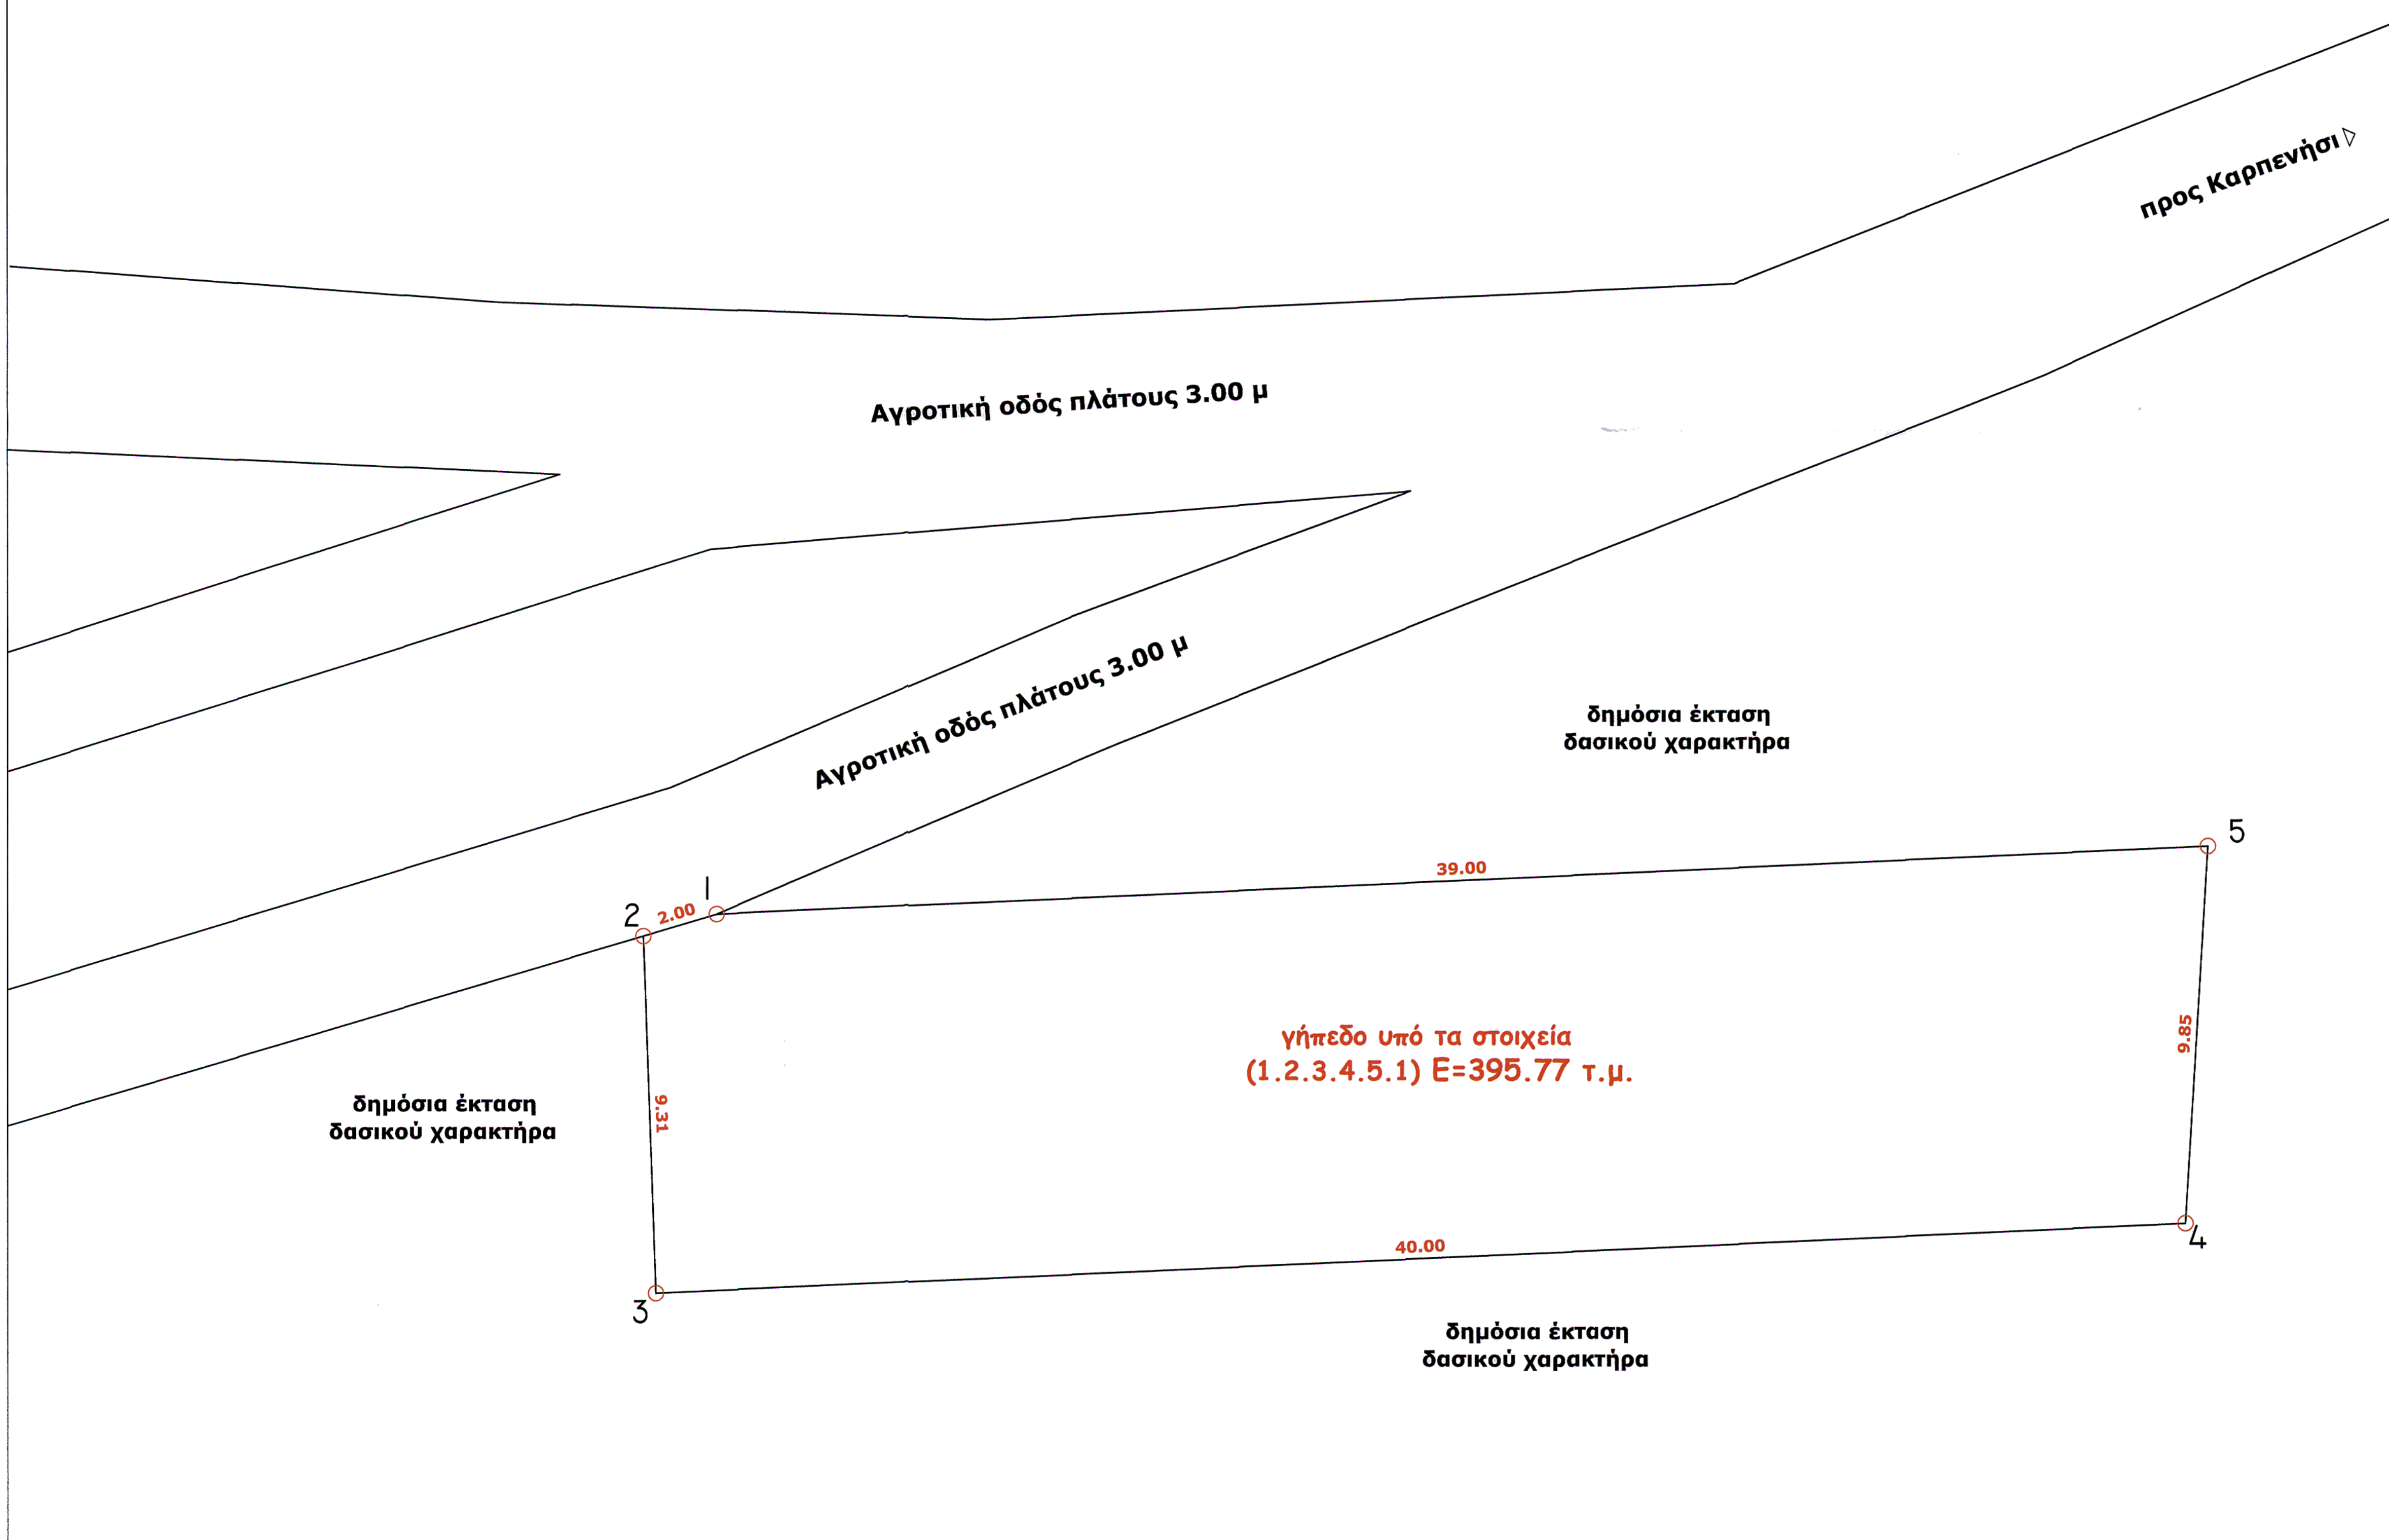 προς Καρπενήσι
Αγροτική οδός πλάτους 3.00 μ
Αγροτική οδός πλάτους 3.00 μ
δημόσια έκταση
δασικού χαρακτήρα
5
39.00
1
2.00
2
9.85
γήπεδο υπό τα στοιχεία
(1.2.3.4.5.1) Ε=395.77 τ.μ.
9.31
δημόσια έκταση
δασικού χαρακτήρα
4
40.00
3
δημόσια έκταση
δασικού χαρακτήρα